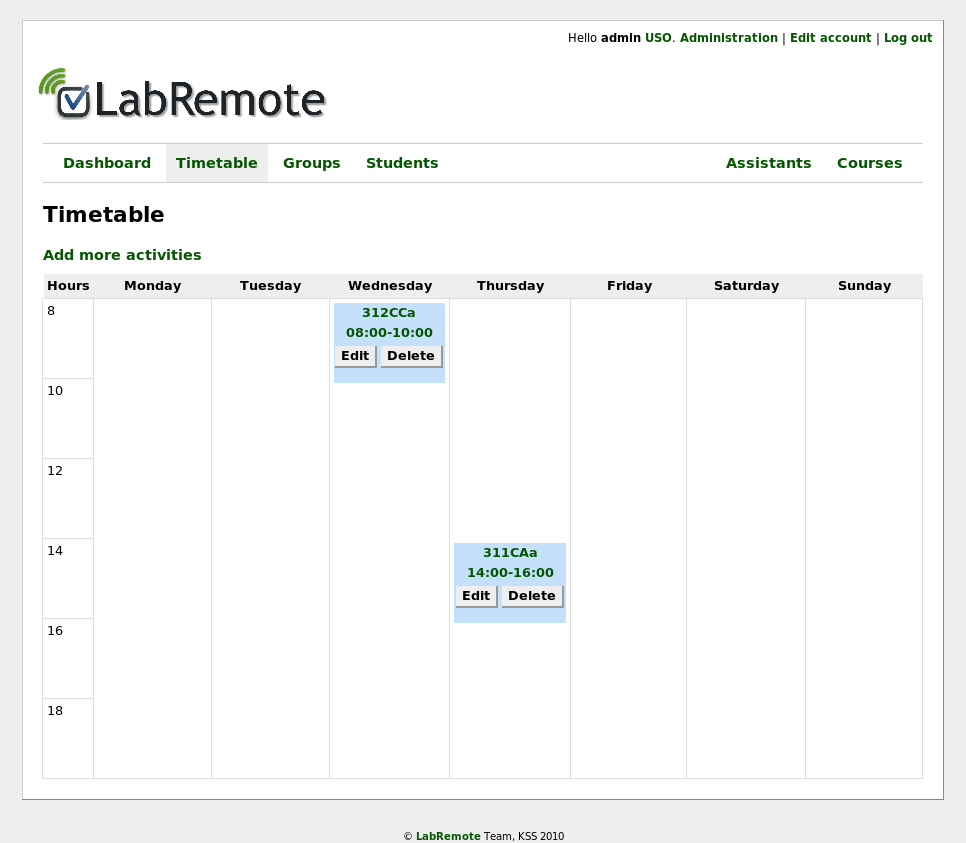 Hello admin USO. Administration | Edit account | Log out
LabRemote
Dashboard Timetable Groups Students Assistants Courses
Timetable
Add more activities
Hours Monday Tuesday Wednesday Thursday Friday Saturday Sunday
8
312CCa
08:00-10:00
Edit Delete
10
12
14
311CAa
14:00-16:00
Edit Delete
16
18
© LabRemote Team, KSS 2010